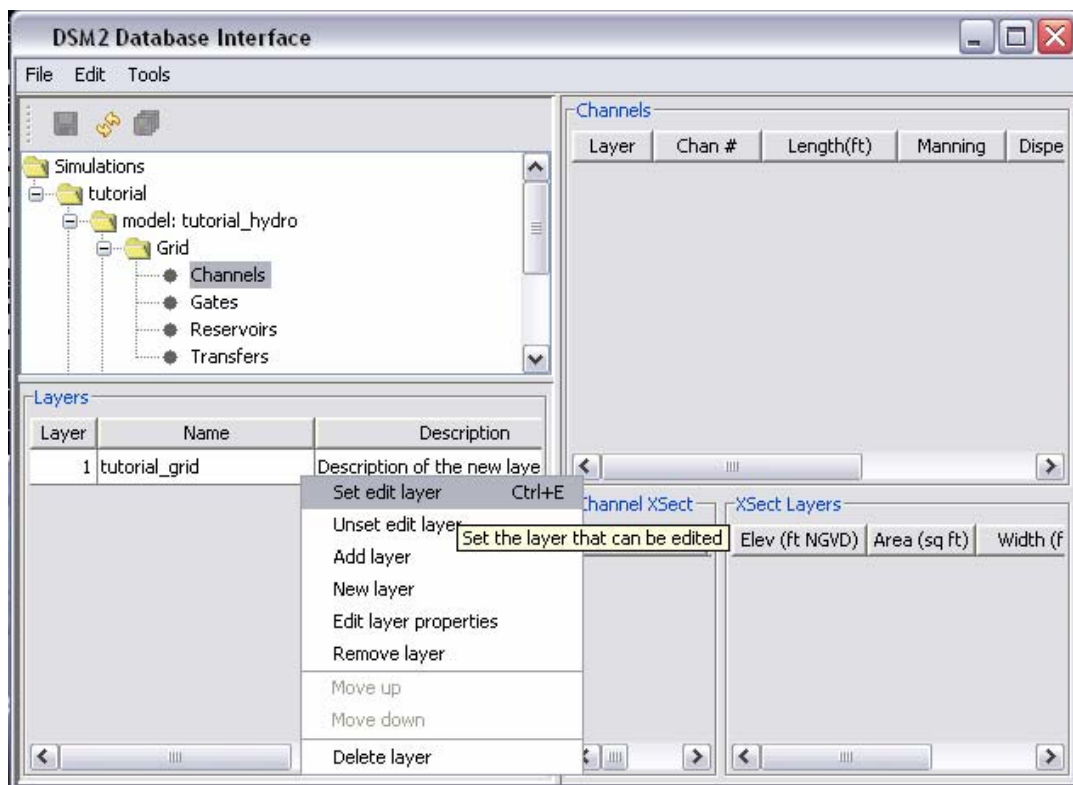 DSM2 Database Interface
File Edit Tools
Simulations
tutorial
model: tutorial_hydro
Grid
Channels
Gates
Reservoirs
Transfers
Channels
Layer Chan # Length(ft) Manning Dispe
Layers
Layer Name Description
1 tutorial_grid Description of the new laye
Set edit layer Ctrl+E
Unset edit layer
Set the layer that can be edited
Add layer
New layer
Edit layer properties
Remove layer
Move up
Move down
Delete layer
hannel XSect
XSect Layers
Elev (ft NGVD) Area (sq ft) Width (f